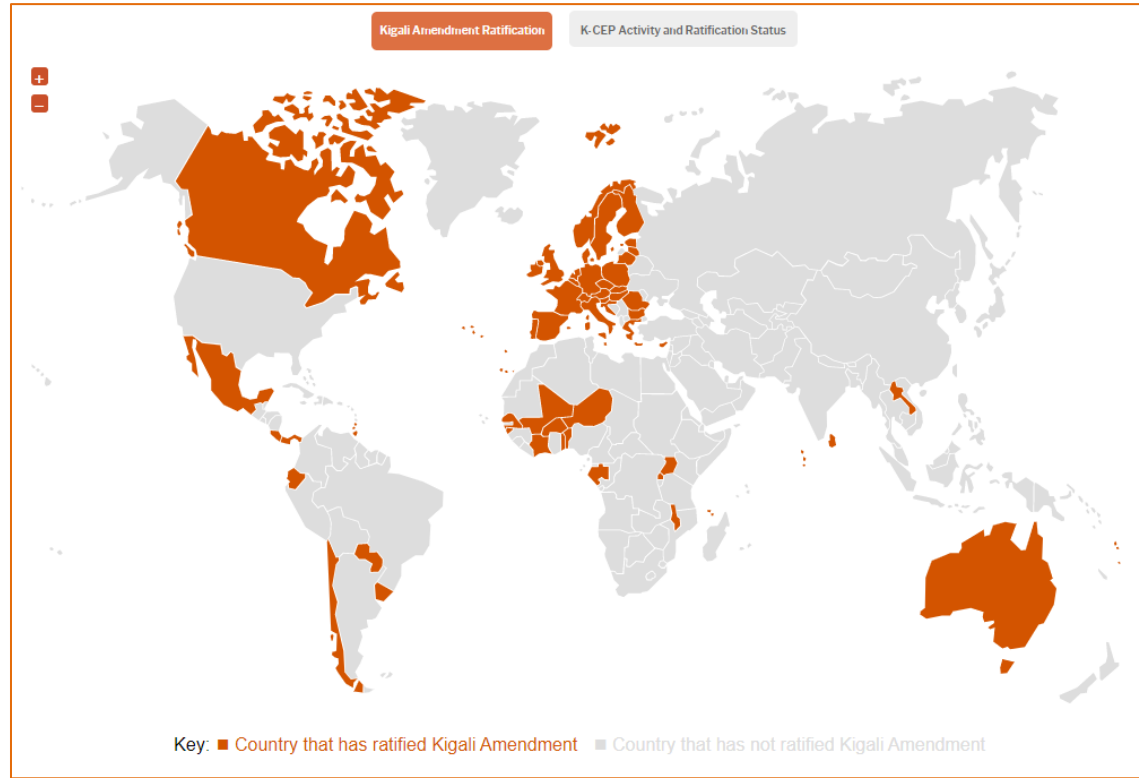 Kigali Amendment Ratification
K-CEP Activity and Ratification Status
+
–
Key: Country that has ratified Kigali Amendment Country that has not ratified Kigali Amendment